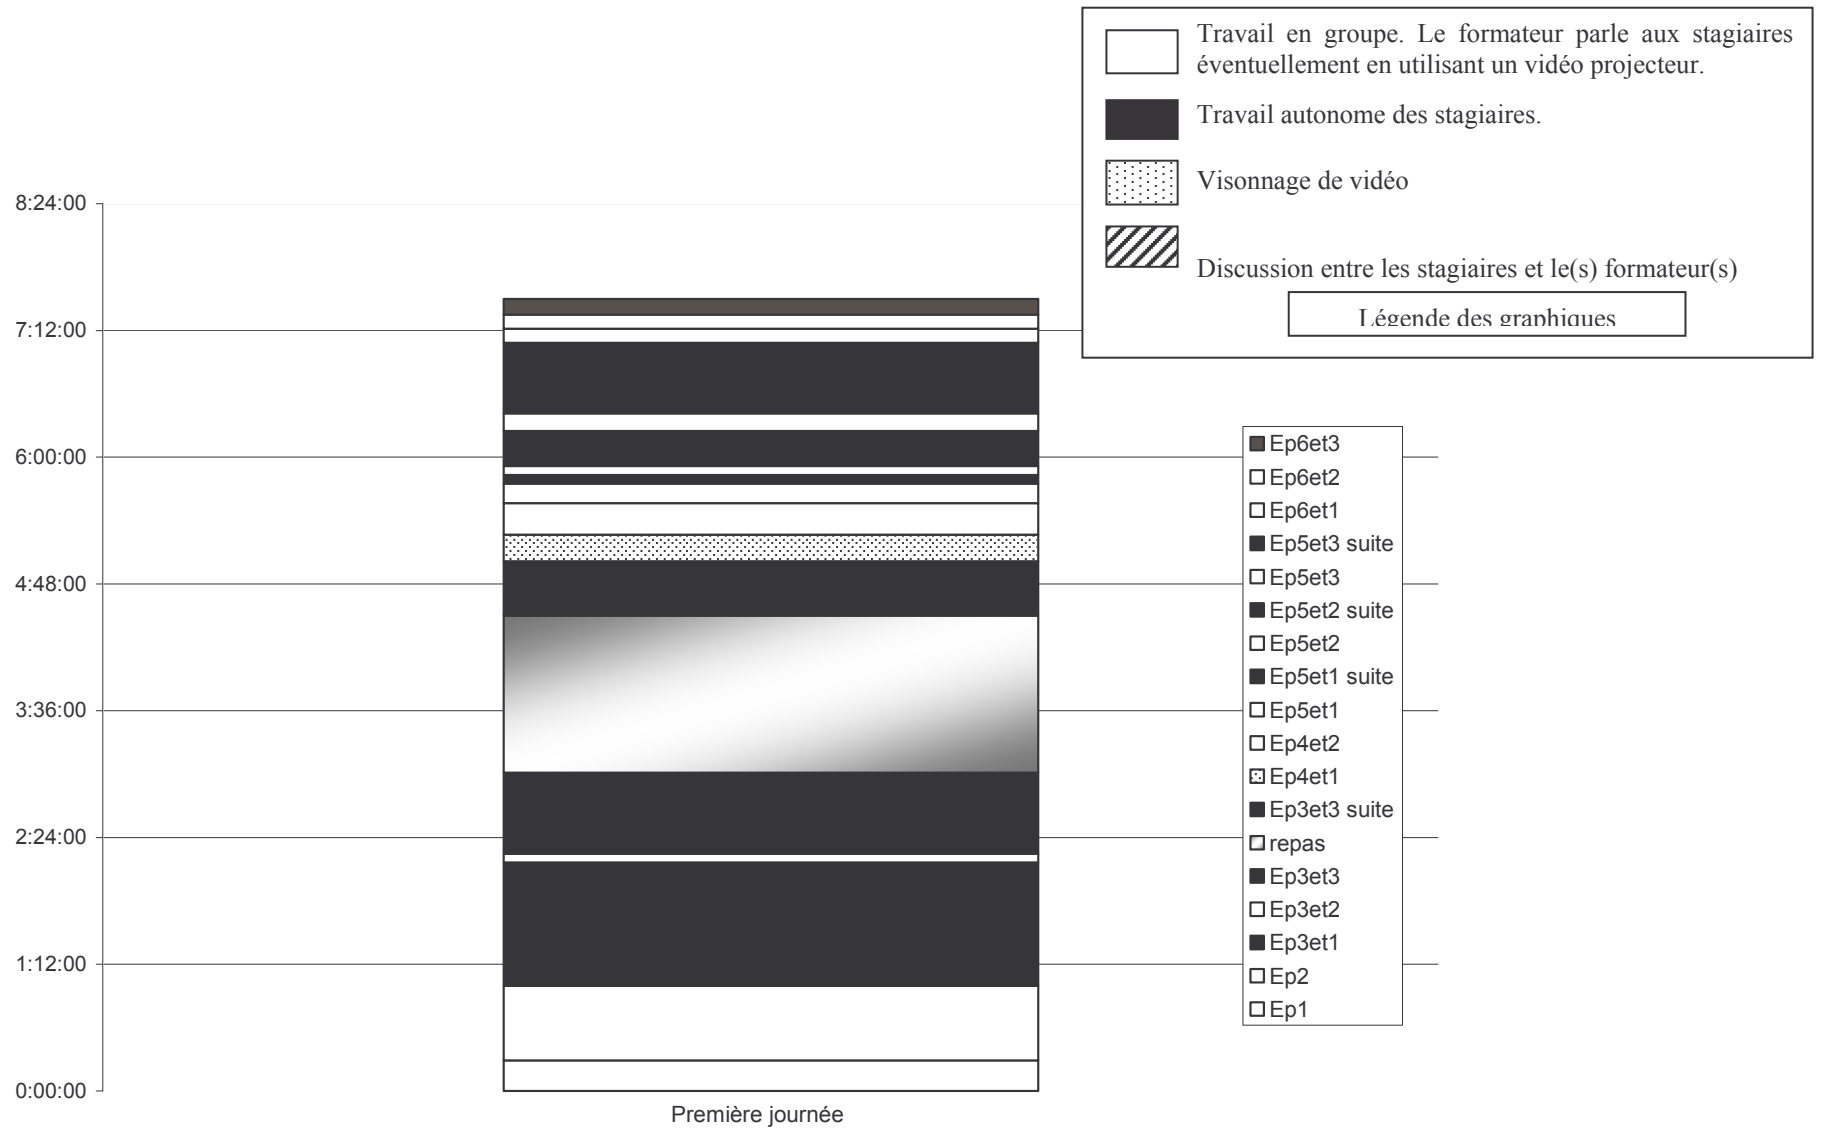 Travail en groupe. Le formateur parle aux stagiaires
éventuellement en utilisant un vidéo projecteur.
Travail autonome des stagiaires.
Visonnage de vidéo
Discussion entre les stagiaires et le(s) formateur(s)
Légende des graphiques
8:24:00
7:12:00
6:00:00
4:48:00
3:36:00
2:24:00
1:12:00
0:00:00
Première journée
Ep6et3
Ep6et2
Ep6et1
Ep5et3 suite
Ep5et3
Ep5et2 suite
Ep5et2
Ep5et1 suite
Ep5et1
Ep4et2
Ep4et1
Ep3et3 suite
repas
Ep3et3
Ep3et2
Ep3et1
Ep2
Ep1